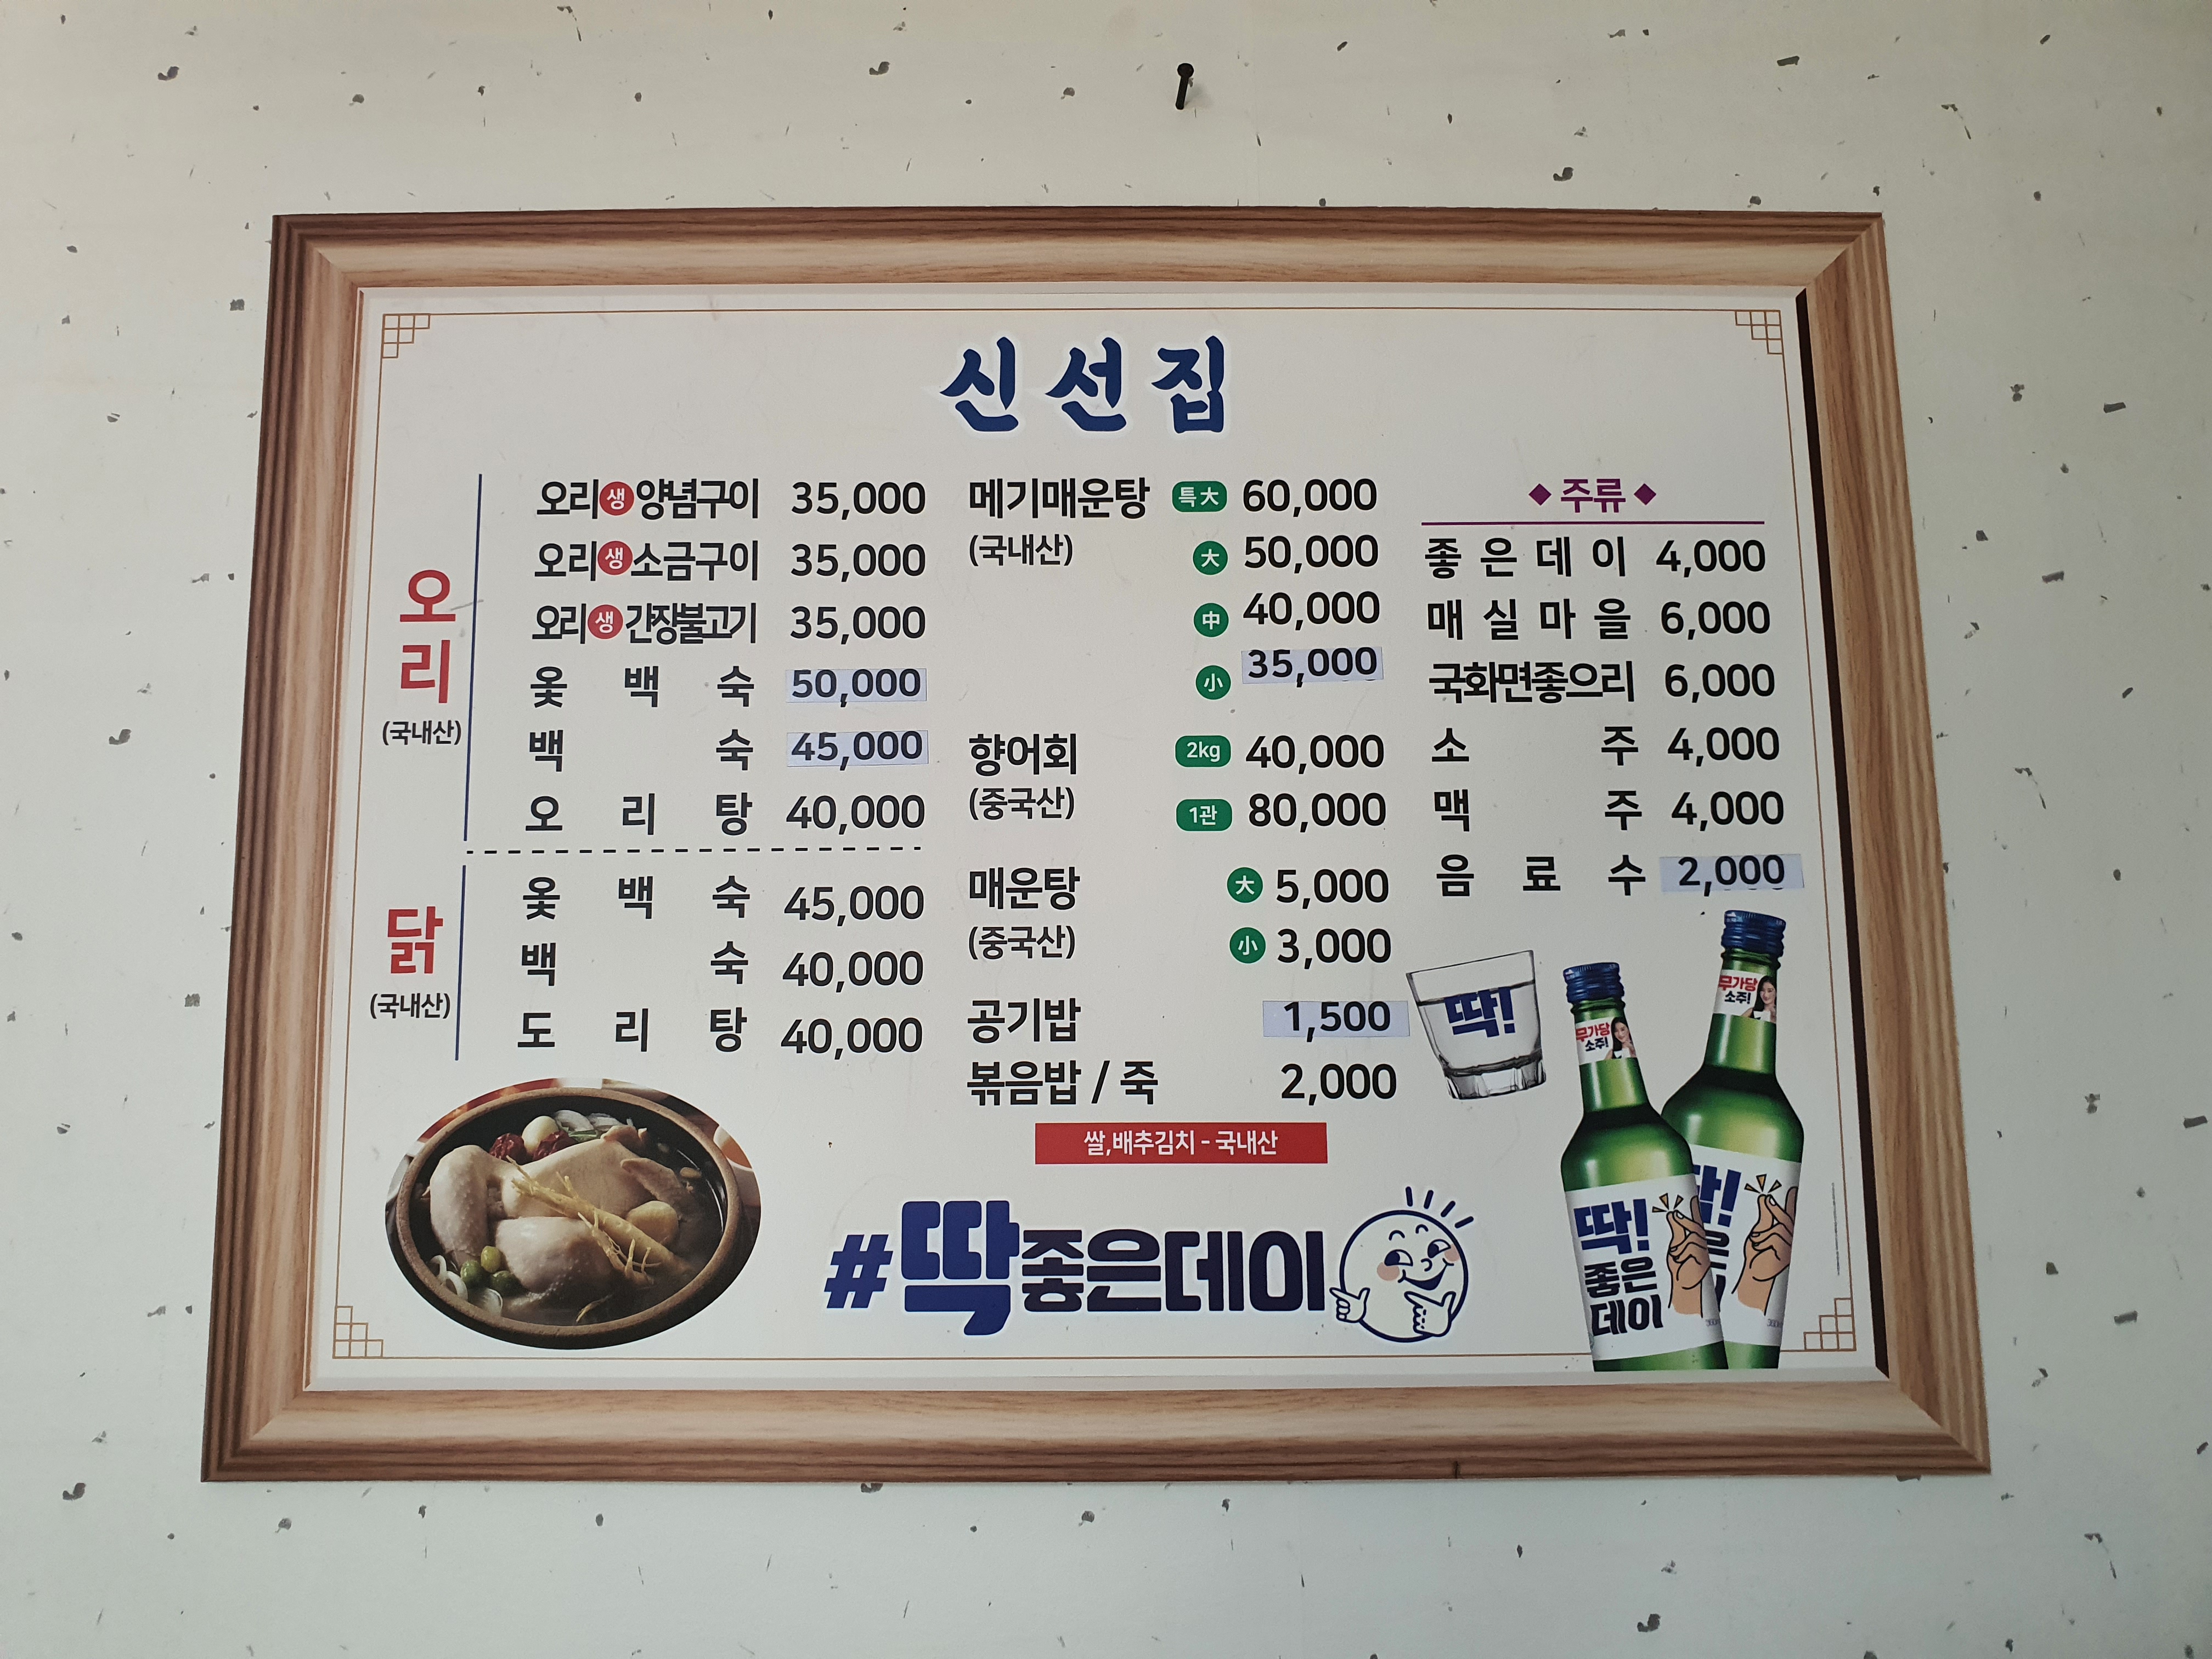 신선집
오리
(국내산)
오리생양념구이 35,000
오리생소금구이 35,000
오리생간장불고기 35,000
옻백숙 50,000
백숙 45,000
오리탕 40,000
닭
(국내산)
옻백숙 45,000
백숙 40,000
도리탕 40,000
메기매운탕 특大 60,000
(국내산) 大 50,000
中 40,000
小 35,000
향어회 2kg 40,000
(중국산) 1관 80,000
매운탕 大 5,000
(중국산) 小 3,000
공기밥 1,500
볶음밥 / 죽 2,000
쌀,배추김치 - 국내산
◆ 주류 ◆
좋은데이 4,000
매실마을 6,000
국화면좋으리 6,000
소주 4,000
맥주 4,000
음료수 2,000
#딱좋은데이
딱!
무가당
소주!
딱!
좋은
데이
무가당
소주!